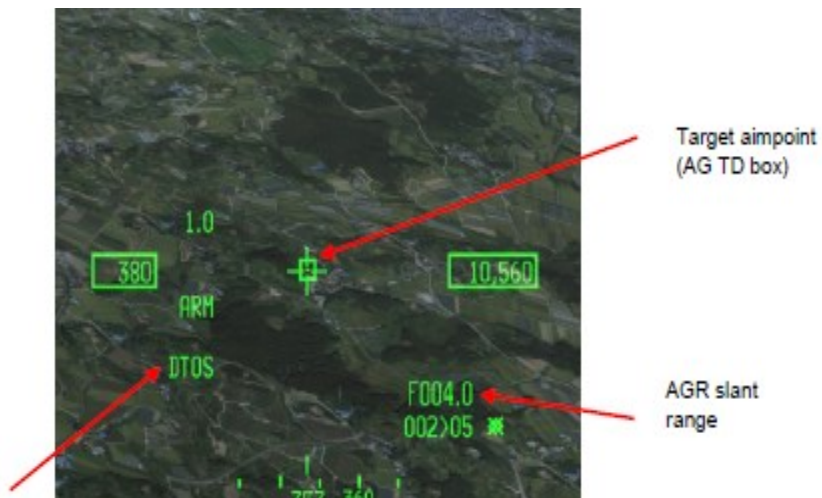 Target aimpoint
(AG TD box)
1.0
380
10,560
ARM
DTOS
F004.0
002>05
AGR slant
range
360